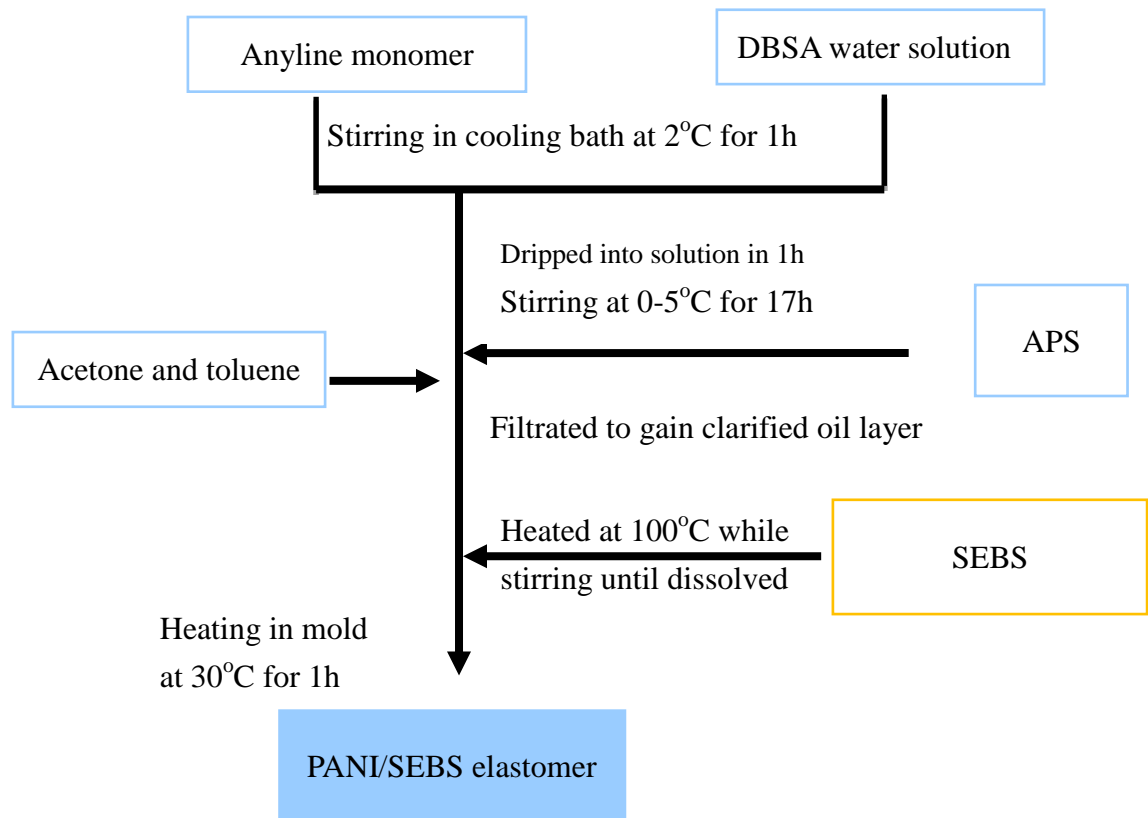 Anyline monomer
DBSA water solution
Stirring in cooling bath at 2°C for 1h
Dripped into solution in 1h
Stirring at 0-5°C for 17h
APS
Acetone and toluene
Filtrated to gain clarified oil layer
Heated at 100°C while
stirring until dissolved
SEBS
Heating in mold
at 30°C for 1h
PANI/SEBS elastomer